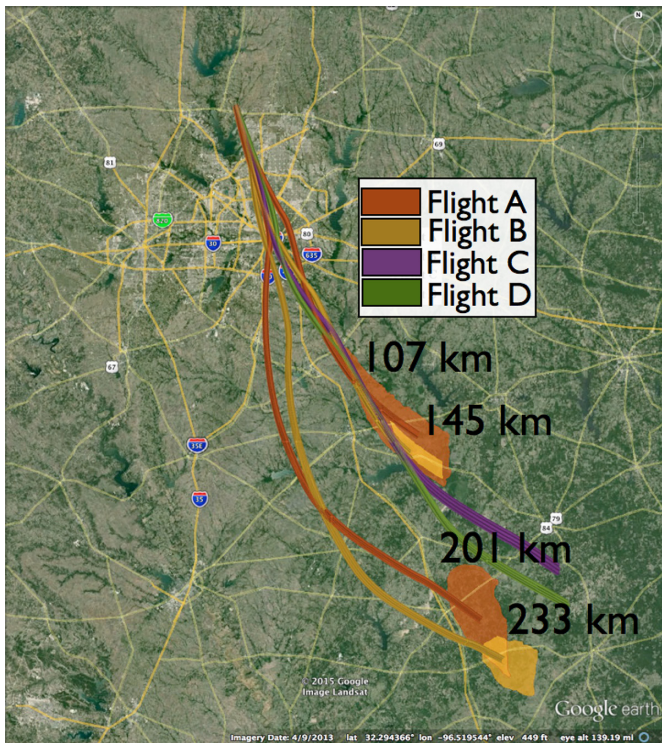 N
69
81
Flight A
Flight B
Flight C
Flight D
80
30
635
107 km
67
145 km
35E
35
79
84
201 km
233 km
© 2015 Google
Image Landsat
Google earth
Imagery Date: 4/9/2013 lat 32.294366° lon -96.519544° elev 449 ft eye alt 139.19 mi